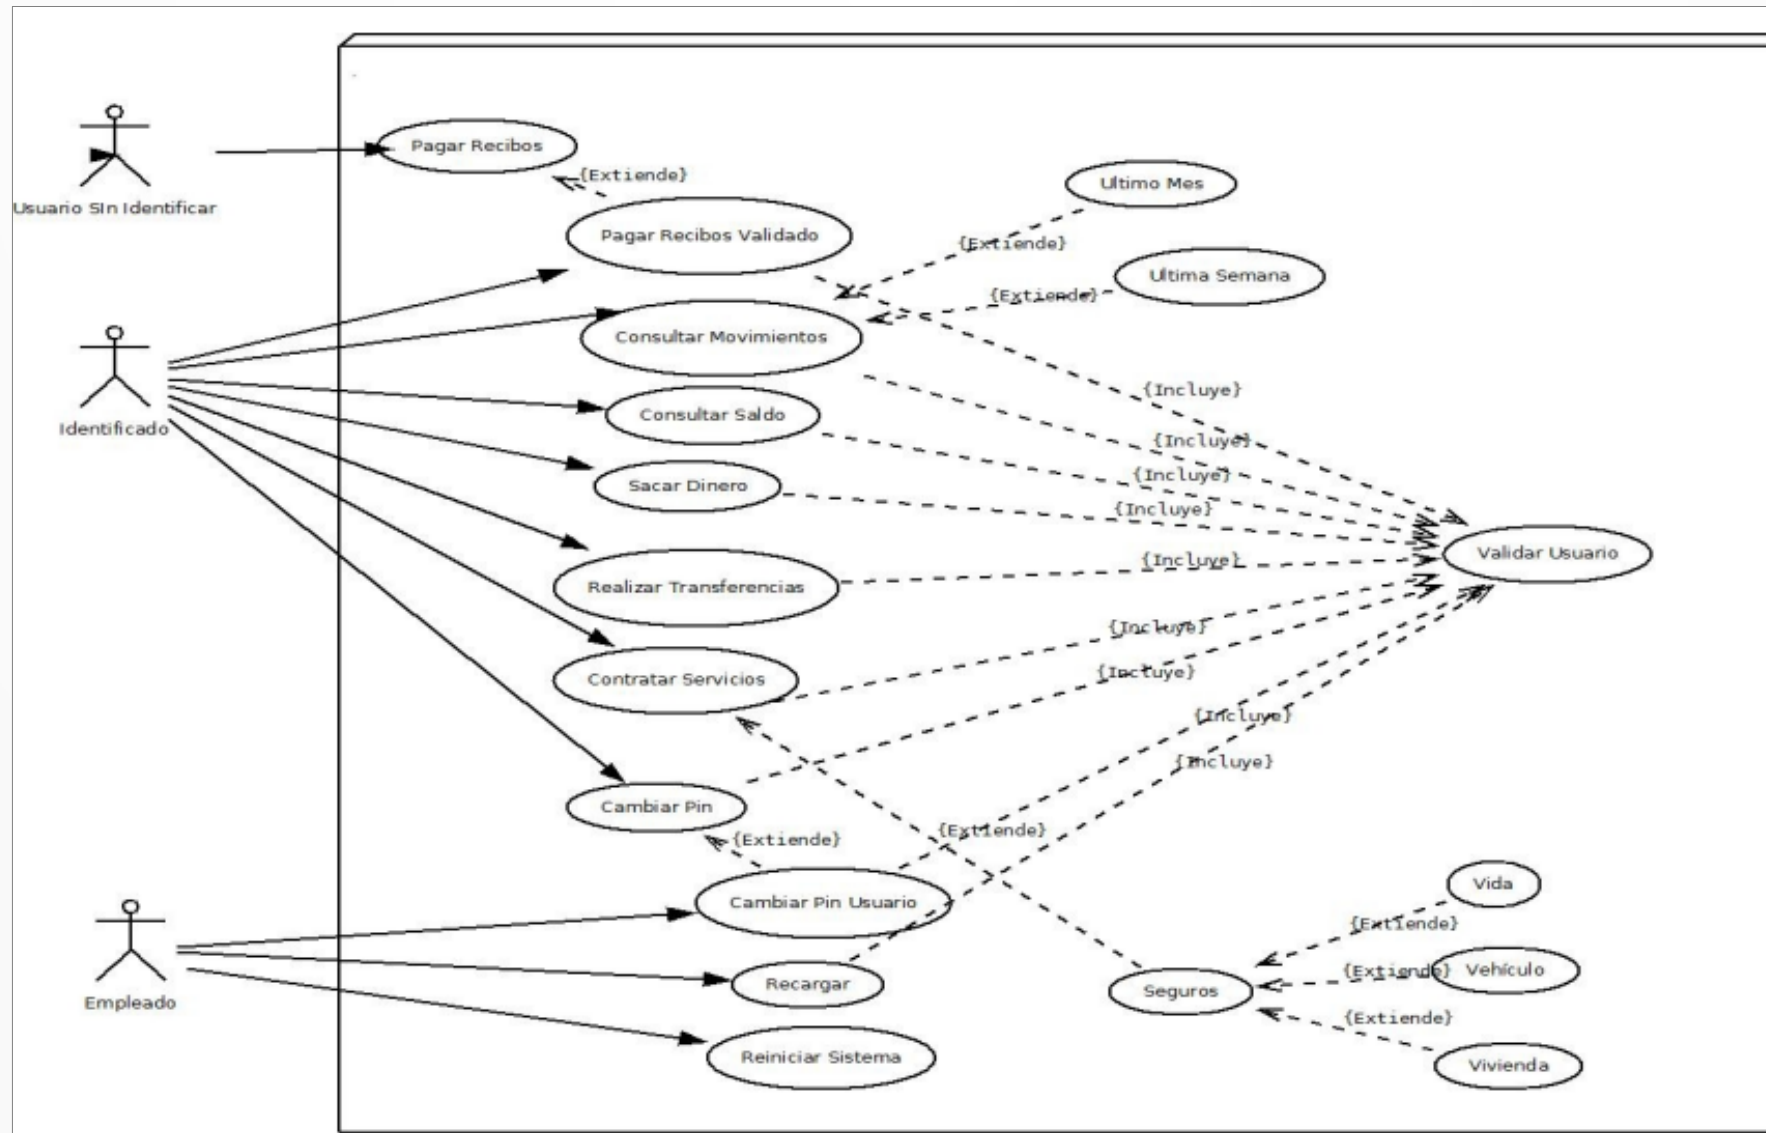 Pagar Recibos
{Extiende}
Ultimo Mes
Usuario SIn Identificar
Pagar Recibos Validado
{Extiende}
Ultima Semana
{Extiende}
Consultar Movimientos
{Incluye}
Consultar Saldo
Identificado
{Incluye}
{Incluye}
Sacar Dinero
{Incluye}
Validar Usuario
{Incluye}
Realizar Transferencias
{Incluye}
{Incluye}
Contratar Servicios
{Incluye}
{Incluye}
Cambiar Pin
{Extiende}
{Extiende}
Vida
Cambiar Pin Usuario
{Extiende}
{Extiende}
Vehículo
Recargar
Seguros
Empleado
{Extiende}
Reiniciar Sistema
Vivienda